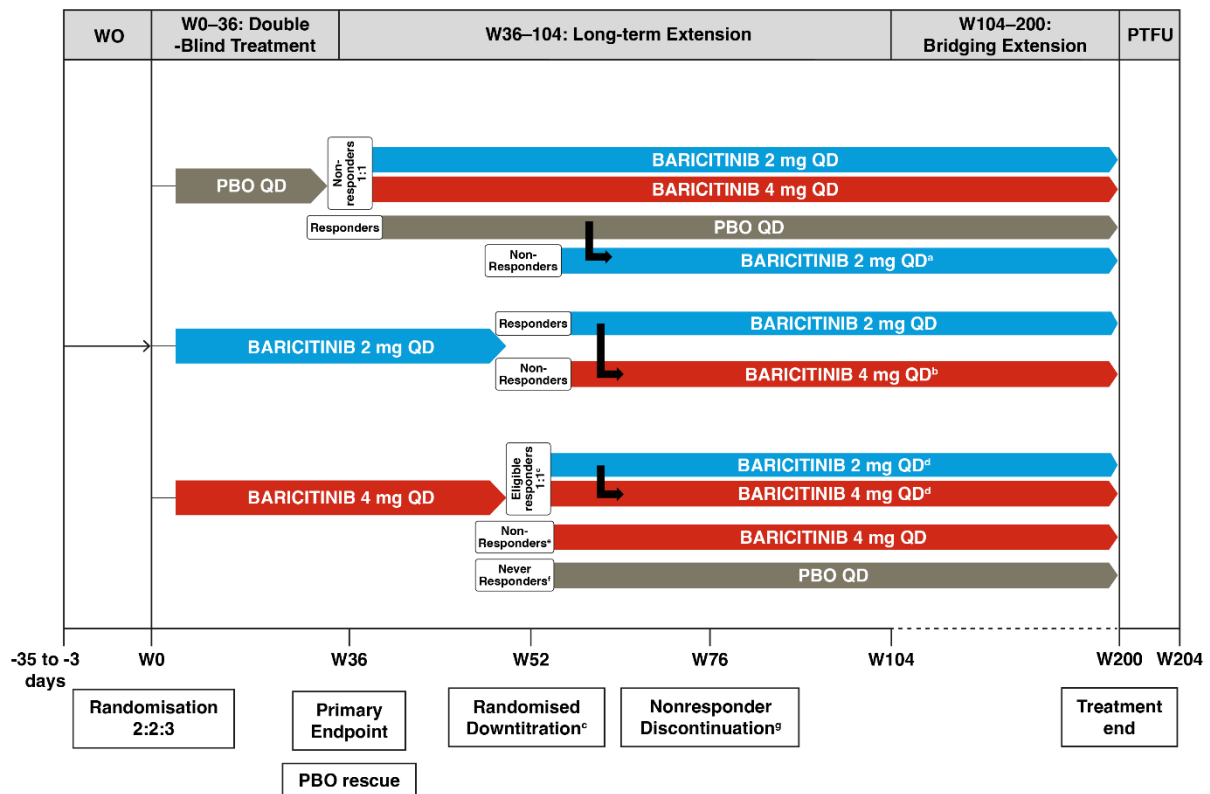 WO
W0–36: Double
-Blind Treatment
W36–104: Long-term Extension
W104–200:
Bridging Extension
PTFU
PBO QD
Non-
responders
1:1
BARICITINIB 2 mg QD
BARICITINIB 4 mg QD
Responders
PBO QD
Non-
Responders
BARICITINIB 2 mg QDᵃ
BARICITINIB 2 mg QD
Responders
BARICITINIB 2 mg QD
Non-
Responders
BARICITINIB 4 mg QDᵇ
BARICITINIB 4 mg QD
Eligible
responders
1:1ᶜ
BARICITINIB 2 mg QDᵈ
BARICITINIB 4 mg QDᵈ
Non-
Respondersᵉ
BARICITINIB 4 mg QD
Never
Respondersᶠ
PBO QD
-35 to -3
days
W0
W36
W52
W76
W104
W200
W204
Randomisation
2:2:3
Primary
Endpoint
Randomised
Downtitrationᶜ
Nonresponder
Discontinuationᵍ
Treatment
end
PBO rescue